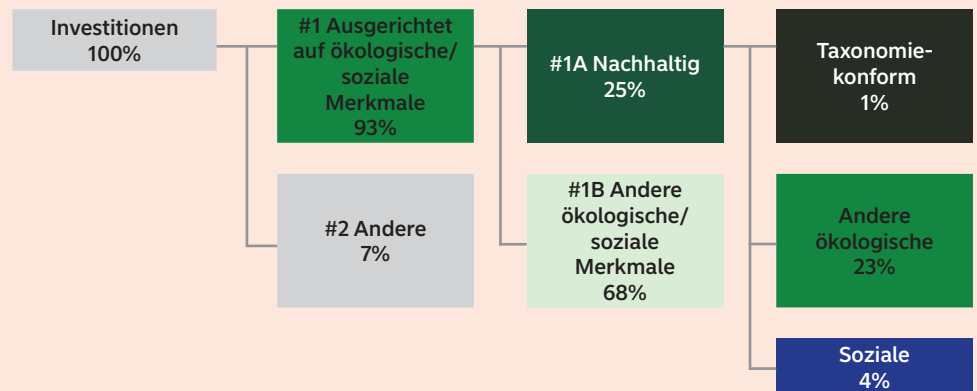 Investitionen
100%
#1 Ausgerichtet
auf ökologische/
soziale
Merkmale
93%
#1A Nachhaltig
25%
Taxonomie-
konform
1%
#2 Andere
7%
#1B Andere
ökologische/
soziale
Merkmale
68%
Andere
ökologische
23%
Soziale
4%